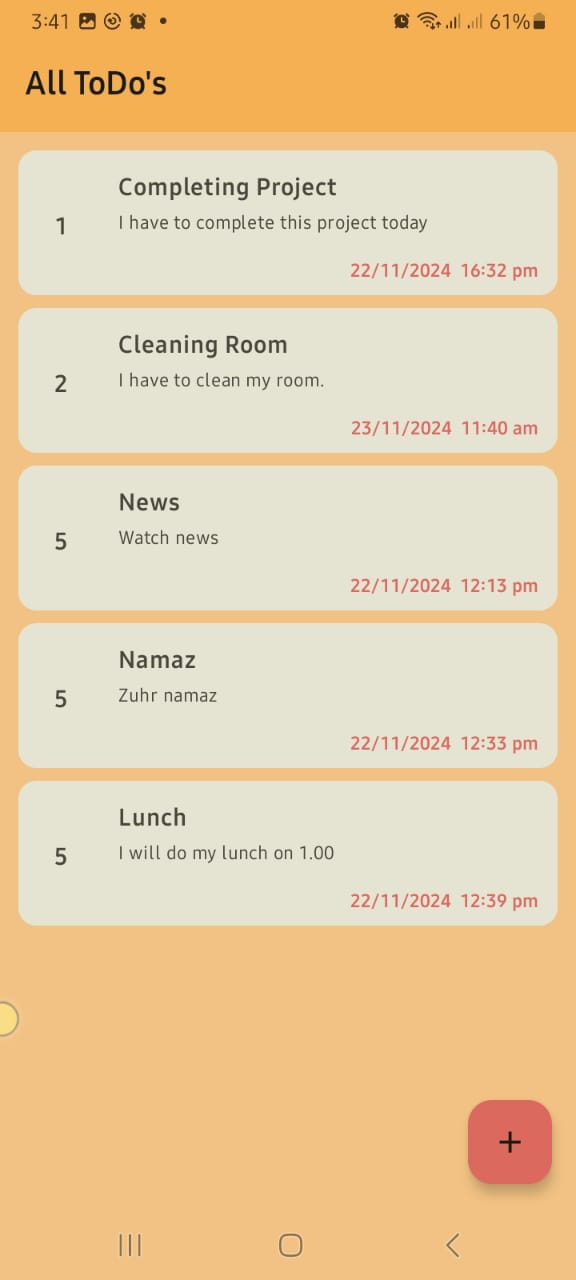 3:41 61%
All ToDo's
Completing Project
1
I have to complete this project today
22/11/2024 16:32 pm
Cleaning Room
2
I have to clean my room.
23/11/2024 11:40 am
News
5
Watch news
22/11/2024 12:13 pm
Namaz
5
Zuhr namaz
22/11/2024 12:33 pm
Lunch
5
I will do my lunch on 1.00
22/11/2024 12:39 pm
+